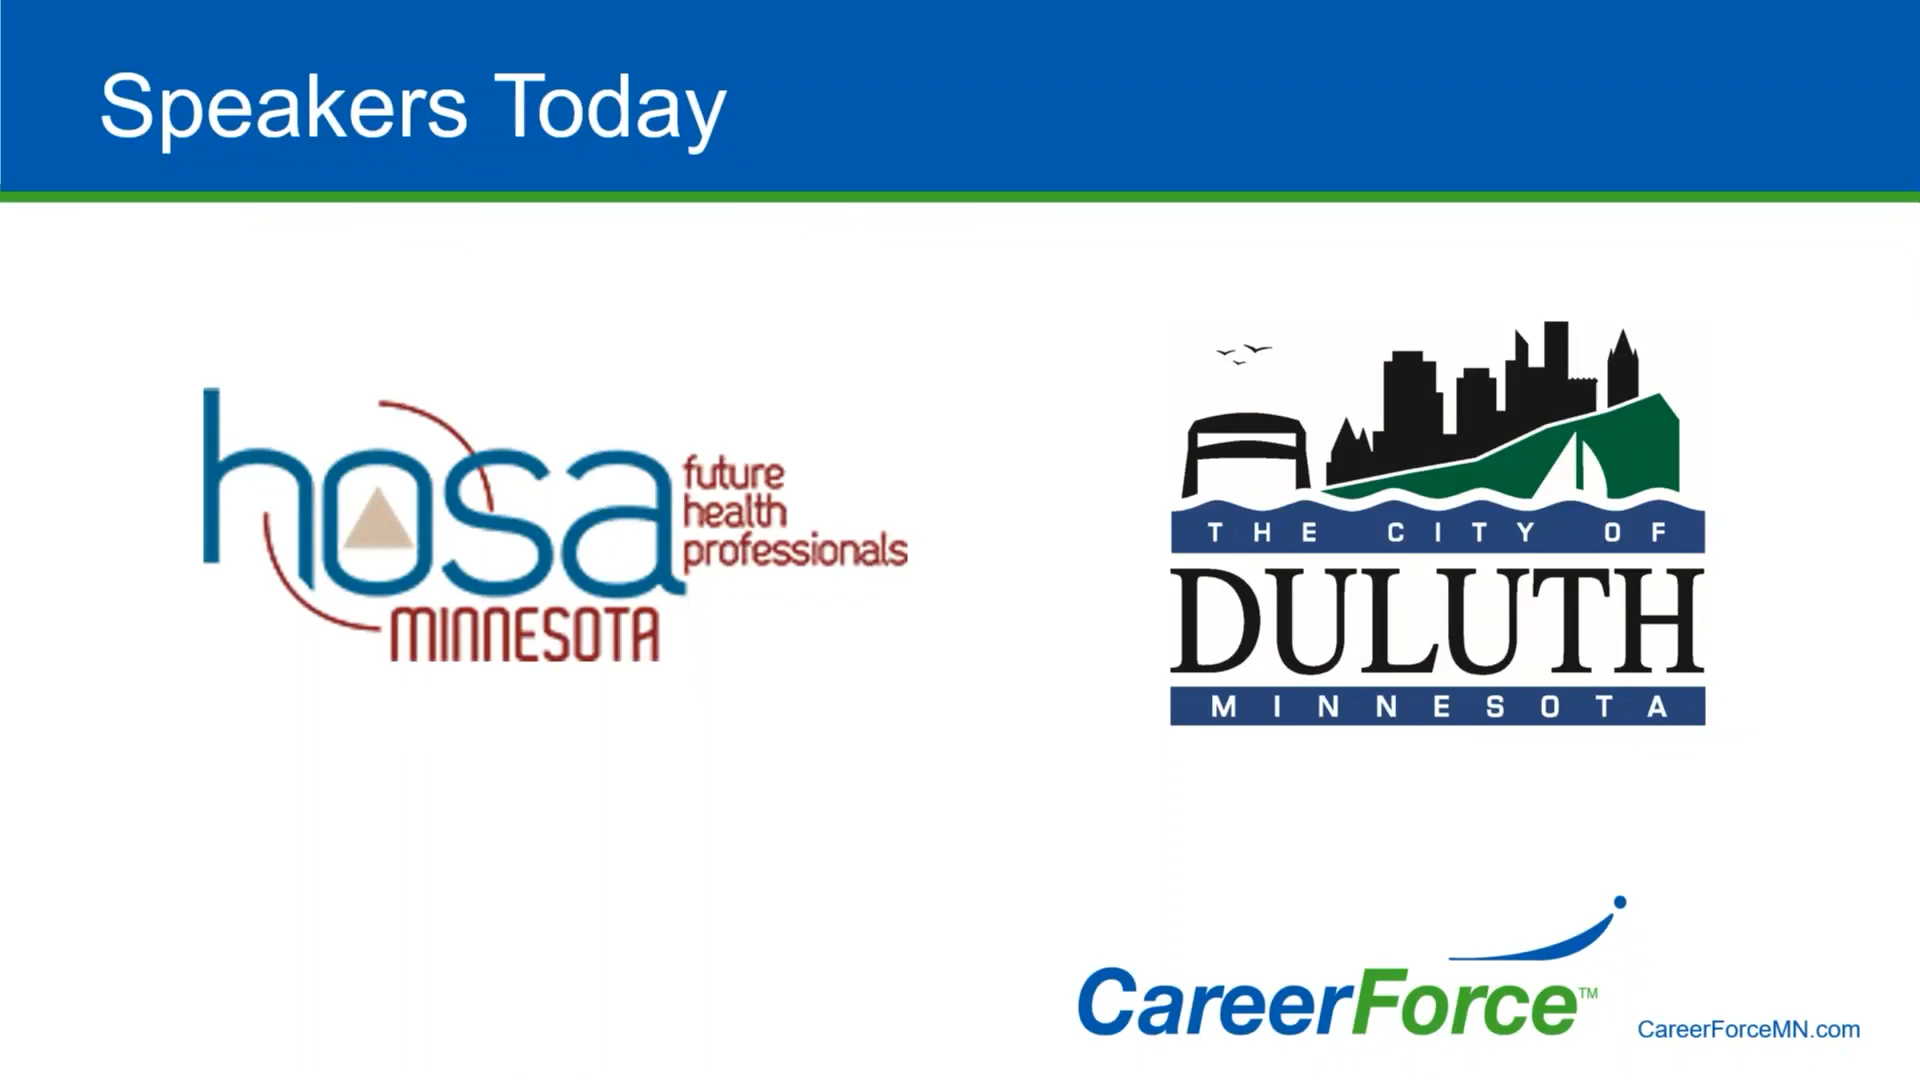 Speakers Today
hosa
future
health
professionals
MINNESOTA
THE CITY OF
DULUTH
MINNESOTA
CareerForce™
CareerForceMN.com